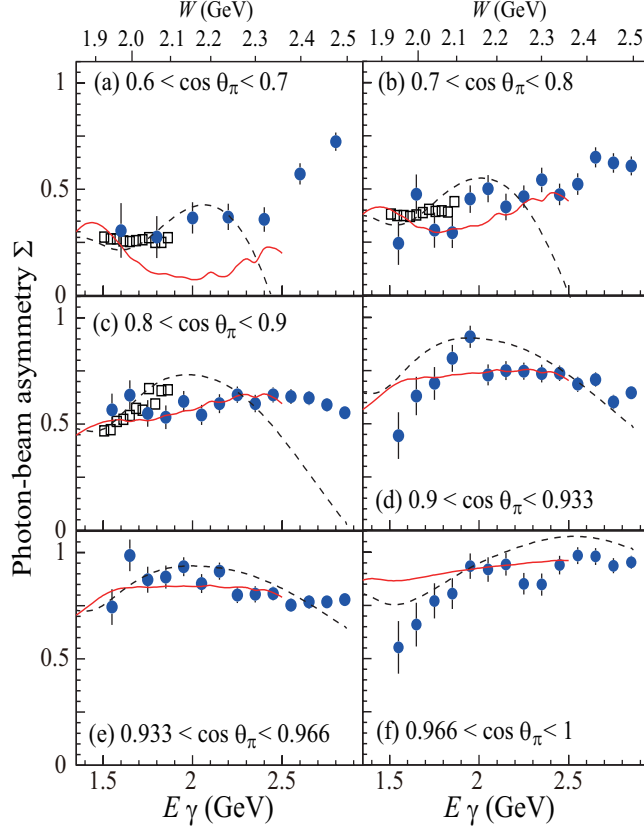 W (GeV)
1.9 2.0 2.1 2.2 2.3 2.4 2.5 1.9 2.0 2.1 2.2 2.3 2.4 2.5
Photon-beam asymmetry Σ
1
(a) 0.6 < cos θπ < 0.7
(b) 0.7 < cos θπ < 0.8
0.5
0
1
(c) 0.8 < cos θπ < 0.9
0.5
(d) 0.9 < cos θπ < 0.933
0
1
0.5
(e) 0.933 < cos θπ < 0.966
(f) 0.966 < cos θπ < 1
0
1.5 2 2.5 1.5 2 2.5
E γ (GeV) E γ (GeV)
W (GeV)